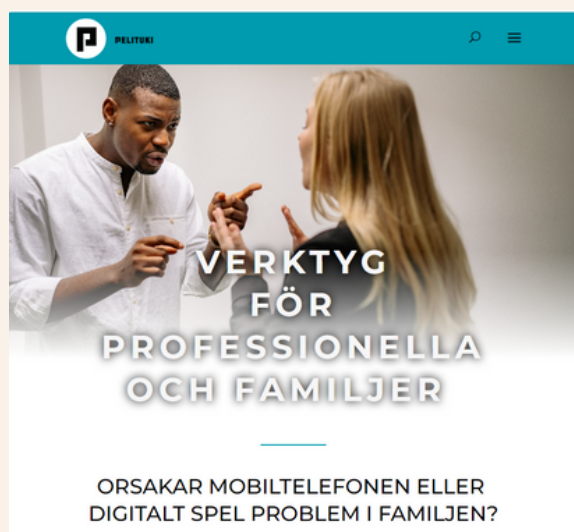 PELITUKI
VERKTYG
FÖR
PROFESSIONELLA
OCH FAMILJER
ORSAKAR MOBILTELEFONEN ELLER
DIGITALT SPEL PROBLEM I FAMILJEN?